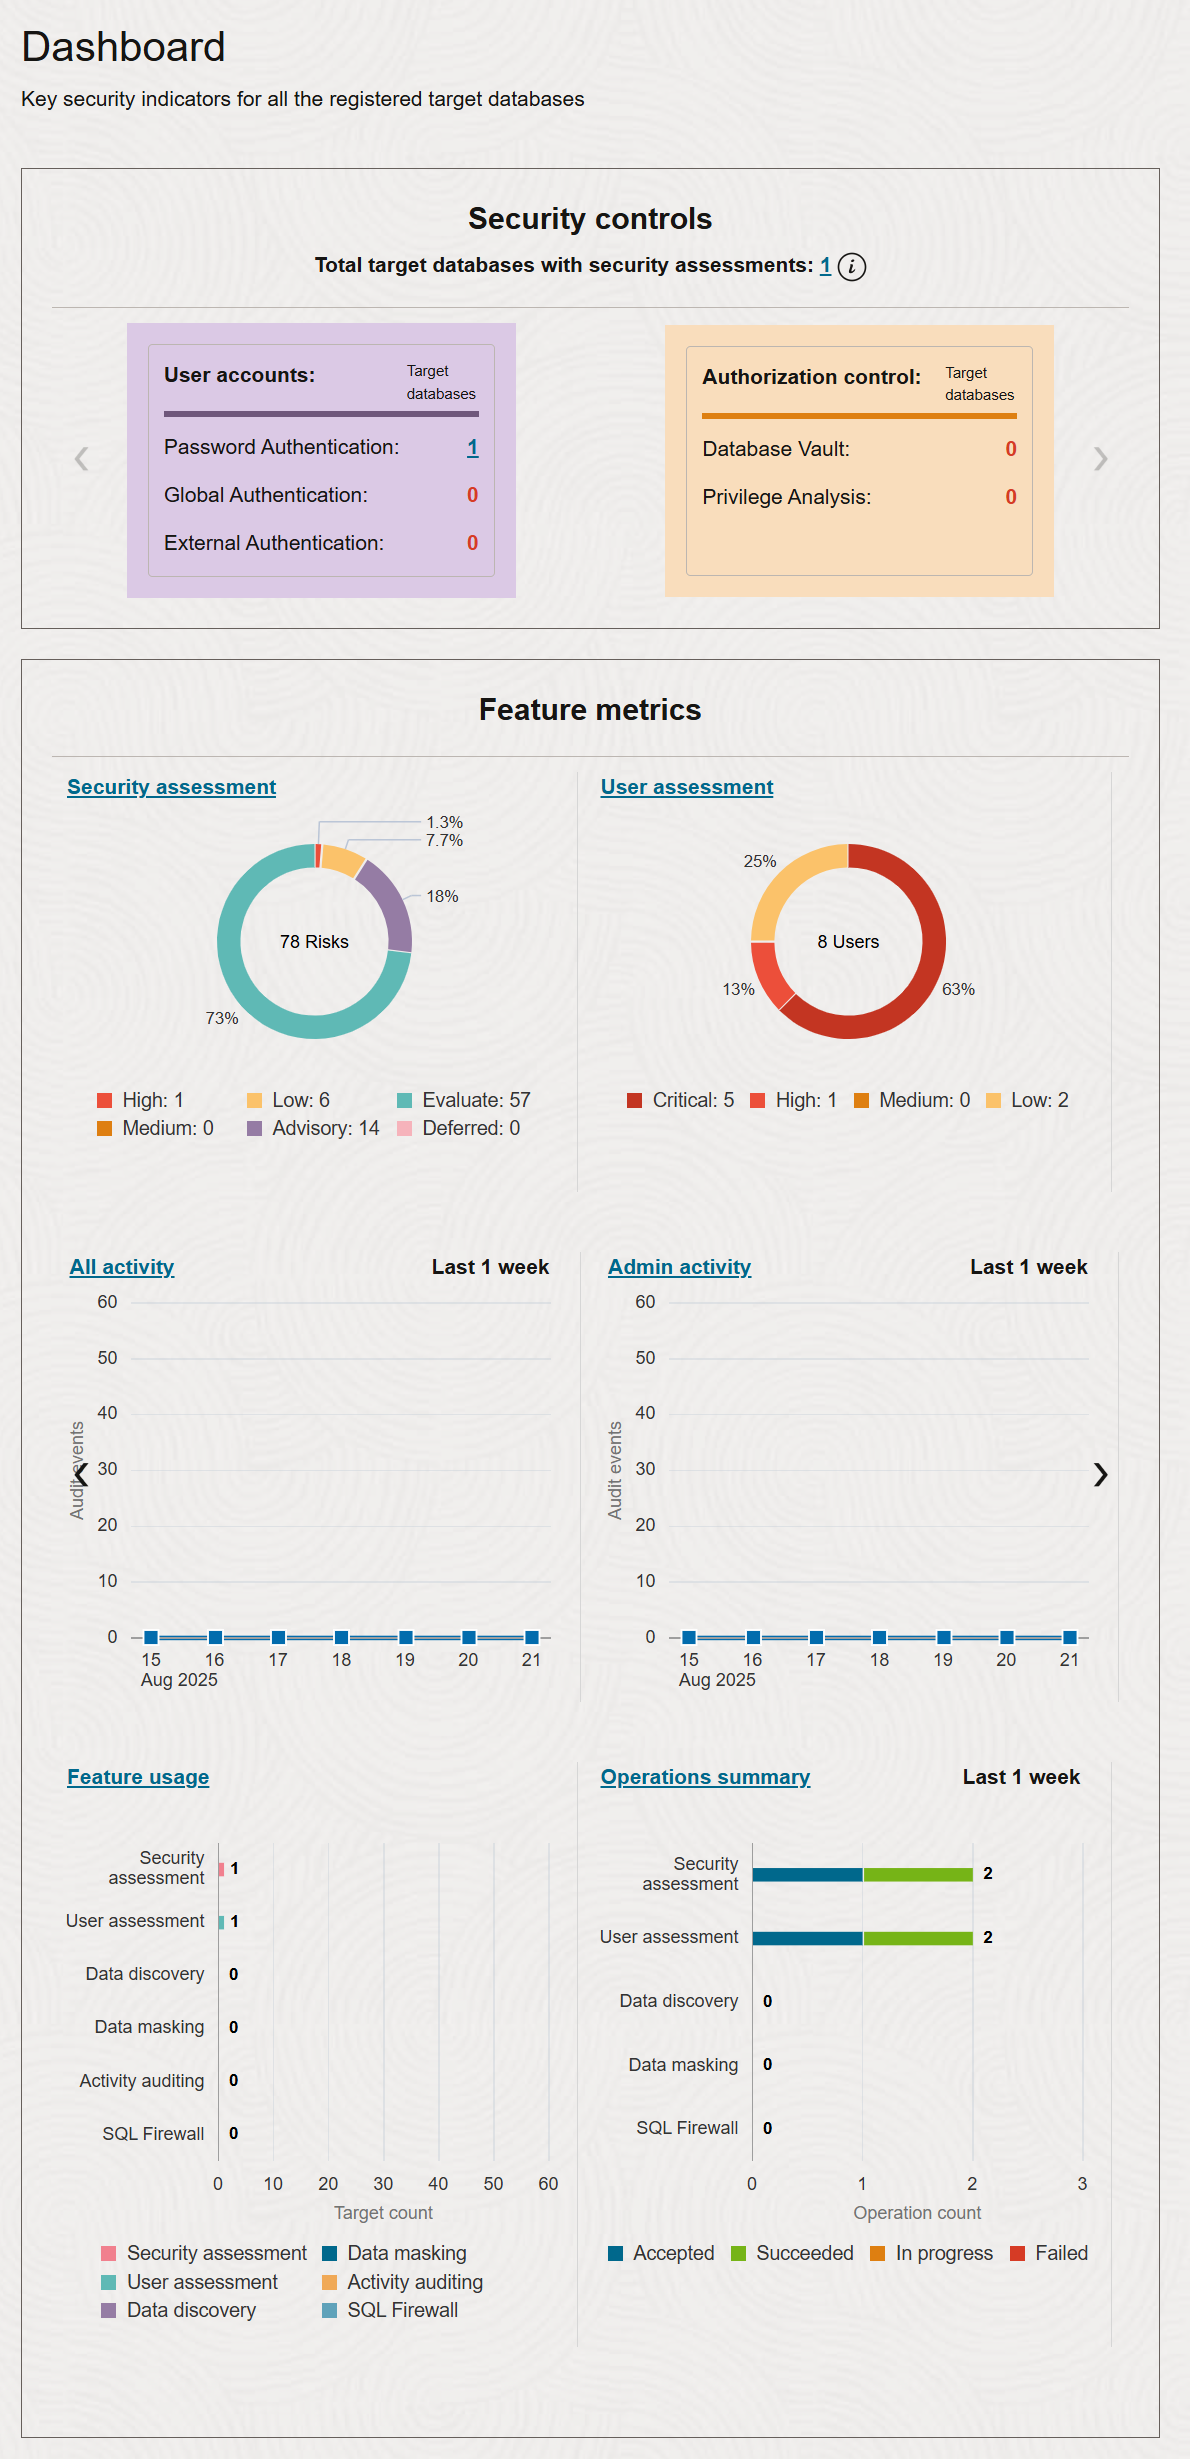 Dashboard
Key security indicators for all the registered target databases
Security controls
Total target databases with security assessments: 1 i
User accounts:
Target
databases
Password Authentication: 1
Global Authentication: 0
External Authentication: 0
Authorization control:
Target
databases
Database Vault: 0
Privilege Analysis: 0
Feature metrics
Security assessment
1.3%
7.7%
18%
78 Risks
73%
High: 1 Low: 6 Evaluate: 57
Medium: 0 Advisory: 14 Deferred: 0
User assessment
25%
8 Users
13%
63%
Critical: 5 High: 1 Medium: 0 Low: 2
All activity Last 1 week
60
50
40
30
20
10
0
Audit events
15 16 17 18 19 20 21
Aug 2025
Admin activity Last 1 week
60
50
40
30
20
10
0
Audit events
15 16 17 18 19 20 21
Aug 2025
Feature usage
Security
assessment 1
User assessment 1
Data discovery 0
Data masking 0
Activity auditing 0
SQL Firewall 0
0 10 20 30 40 50 60
Target count
Security assessment Data masking
User assessment Activity auditing
Data discovery SQL Firewall
Operations summary Last 1 week
Security
assessment 2
User assessment 2
Data discovery 0
Data masking 0
SQL Firewall 0
0 1 2 3
Operation count
Accepted Succeeded In progress Failed